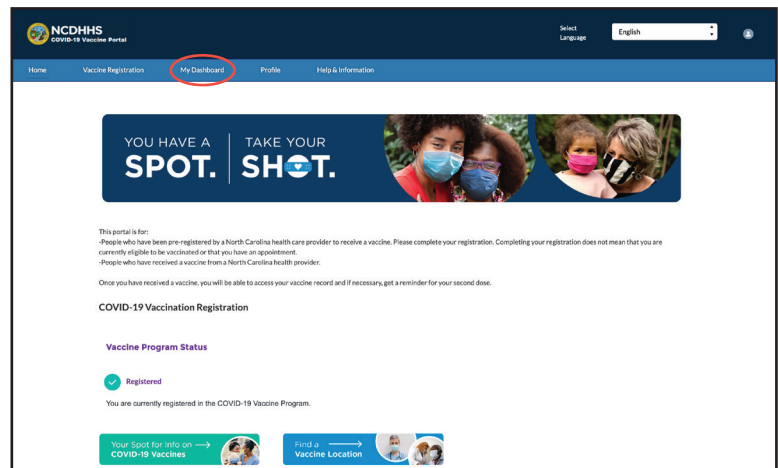 NCDHHS
COVID-19 Vaccine Portal
Select
Language
English
Home Vaccine Registration My Dashboard Profile Help & Information
YOU HAVE A
SPOT.
TAKE YOUR
SHOT.
This portal is for:
-People who have been pre-registered by a North Carolina health care provider to receive a vaccine. Please complete your registration. Completing your registration does not mean that you are
currently eligible to be vaccinated or that you have an appointment.
-People who have received a vaccine from a North Carolina health provider.
Once you have received a vaccine, you will be able to access your vaccine record and if necessary, get a reminder for your second dose.
COVID-19 Vaccination Registration
Vaccine Program Status
Registered
You are currently registered in the COVID-19 Vaccine Program.
Your Spot for Info on
COVID-19 Vaccines
Find a
Vaccine Location